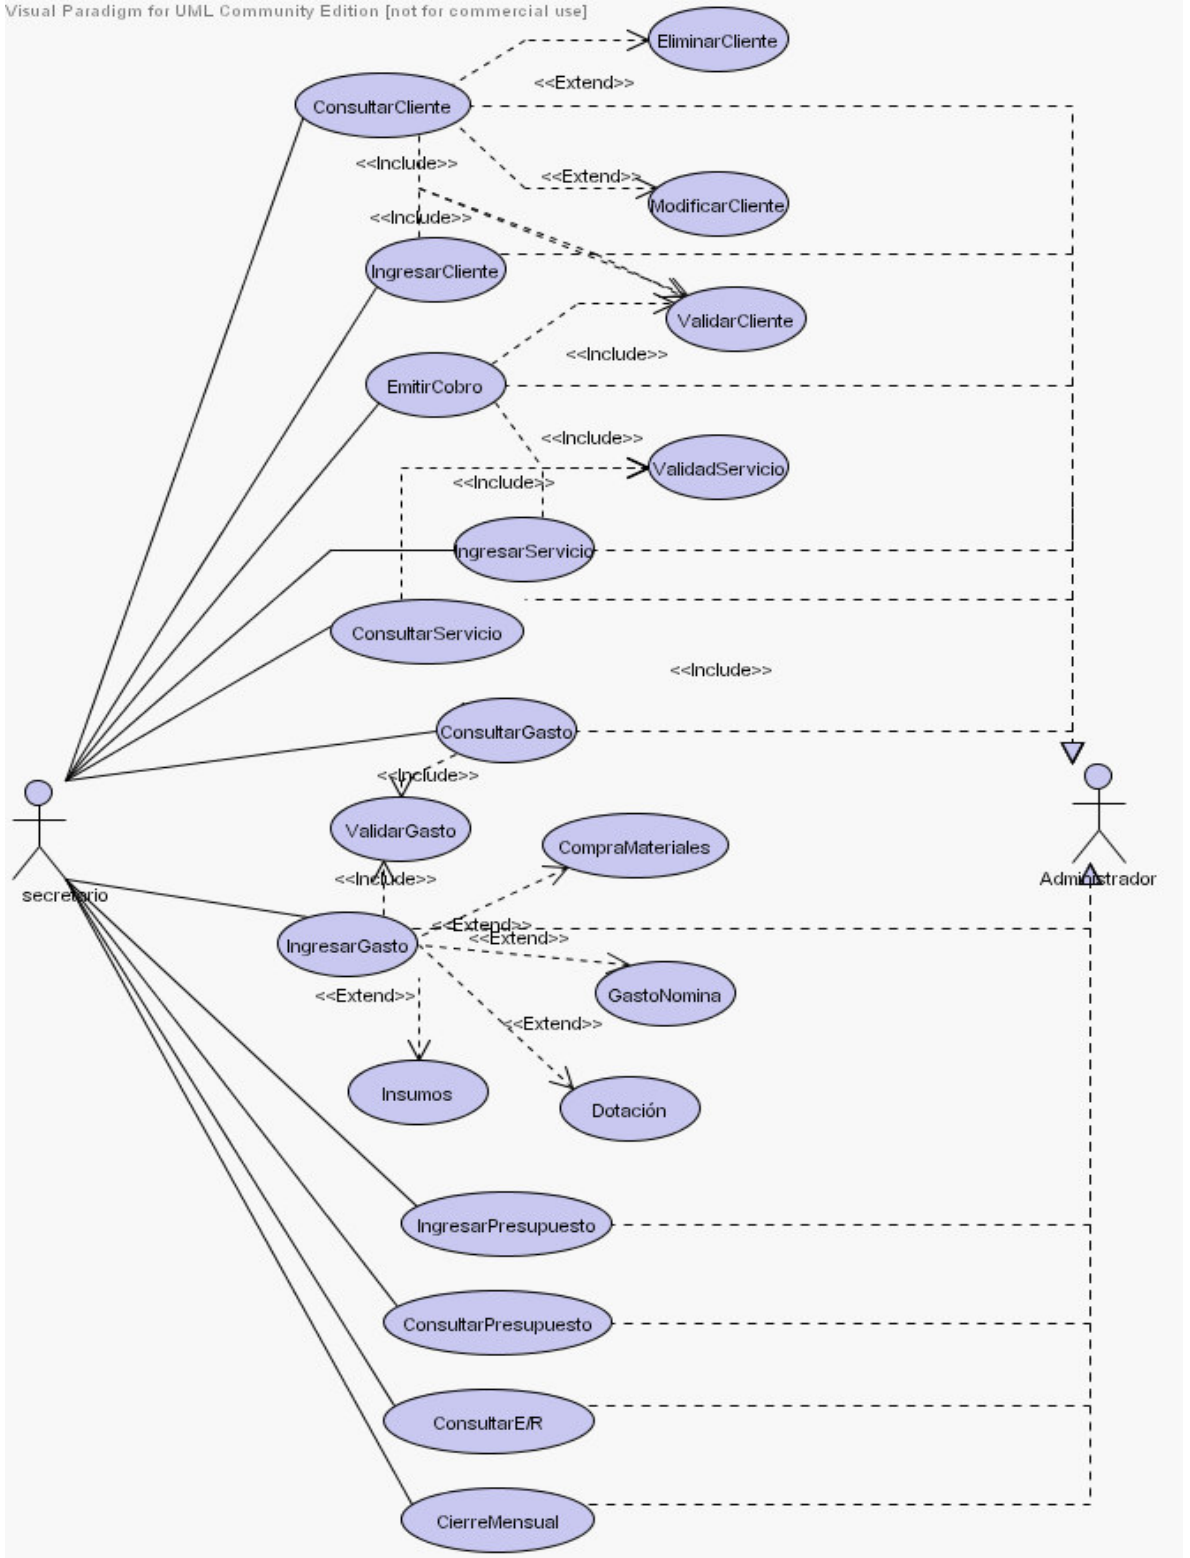 Visual Paradigm for UML Community Edition [not for commercial use]
EliminarCliente
<<Extend>>
ConsultarCliente
<<Include>>
<<Extend>>
ModificarCliente
<<Include>>
IngresarCliente
ValidarCliente
<<Include>>
EmitirCobro
<<Include>>
ValidadServicio
<<Include>>
IngresarServicio
ConsultarServicio
<<Include>>
ConsultarGasto
<<Include>>
ValidarGasto
CompraMateriales
<<Include>>
Administrador
secretario
<<Extend>>
<<Extend>>
IngresarGasto
<<Extend>>
GastoNomina
<<Extend>>
Insumos
Dotación
IngresarPresupuesto
ConsultarPresupuesto
ConsultarE/R
CierreMensual